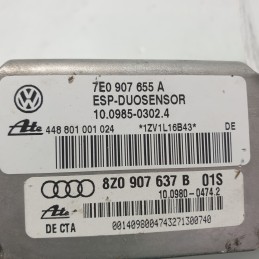 7E0 907 655 A
ESP-DUOSENSOR
10.0985-0302.4
Ate 448 801 001 024 *1ZV1L16B43* DE
8Z0 907 637 B 01S
Ate 10.0980-0474.2
DE CTA 00140980047432713007​40